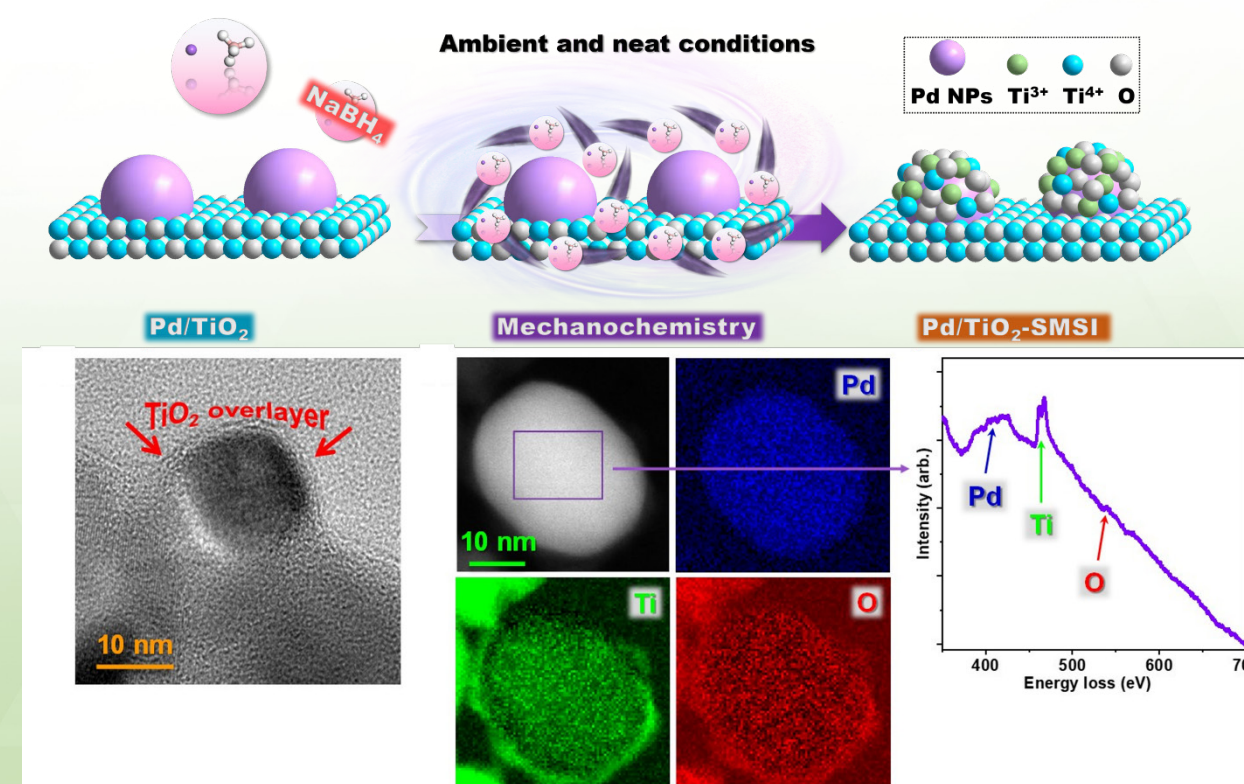 Ambient and neat conditions
NaBH₄
Pd NPs Ti³⁺ Ti⁴⁺ O
Pd/TiO₂
Mechanochemistry
Pd/TiO₂-SMSI
TiO₂ overlayer
10 nm
10 nm
Pd
Ti
O
Intensity (arb.)
Pd
Ti
O
400 500 600
Energy loss (eV)